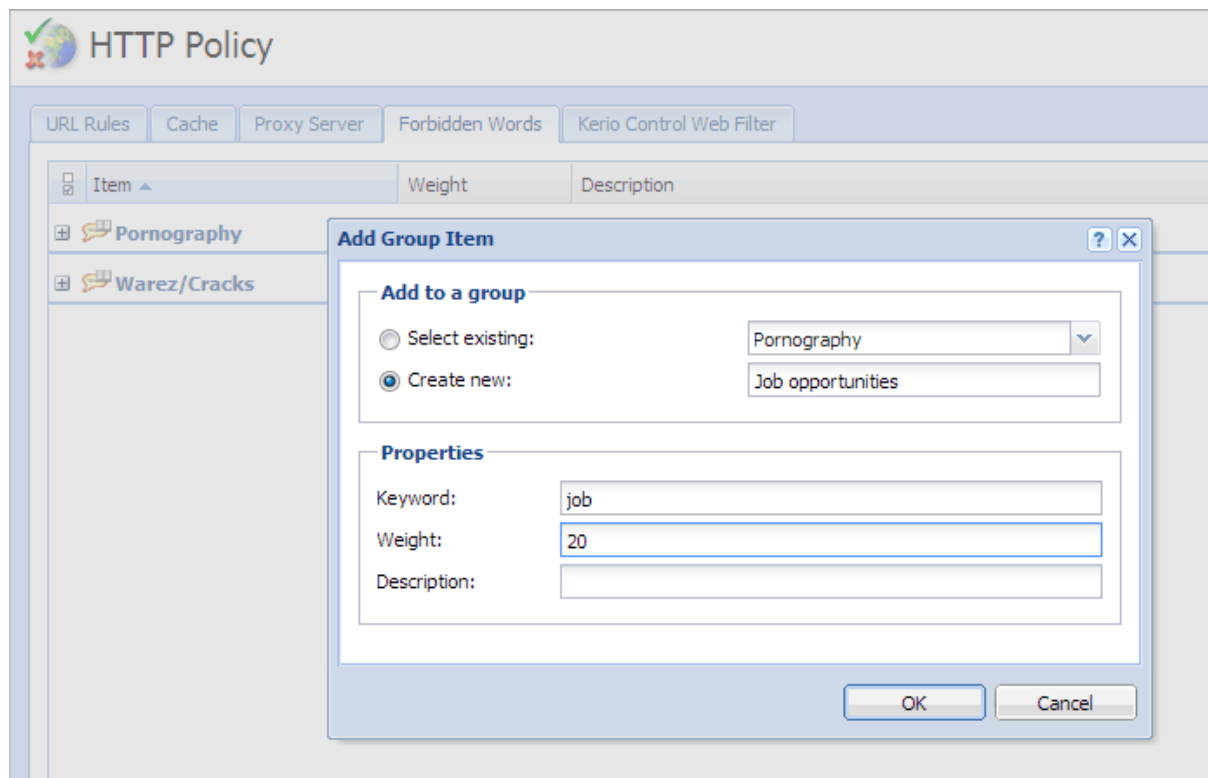 HTTP Policy
URL Rules Cache Proxy Server Forbidden Words Kerio Control Web Filter
Item Weight Description
Pornography
Warez/Cracks
Add Group Item
Add to a group
Select existing: Pornography
Create new: Job opportunities
Properties
Keyword: job
Weight: 20
Description:
OK Cancel